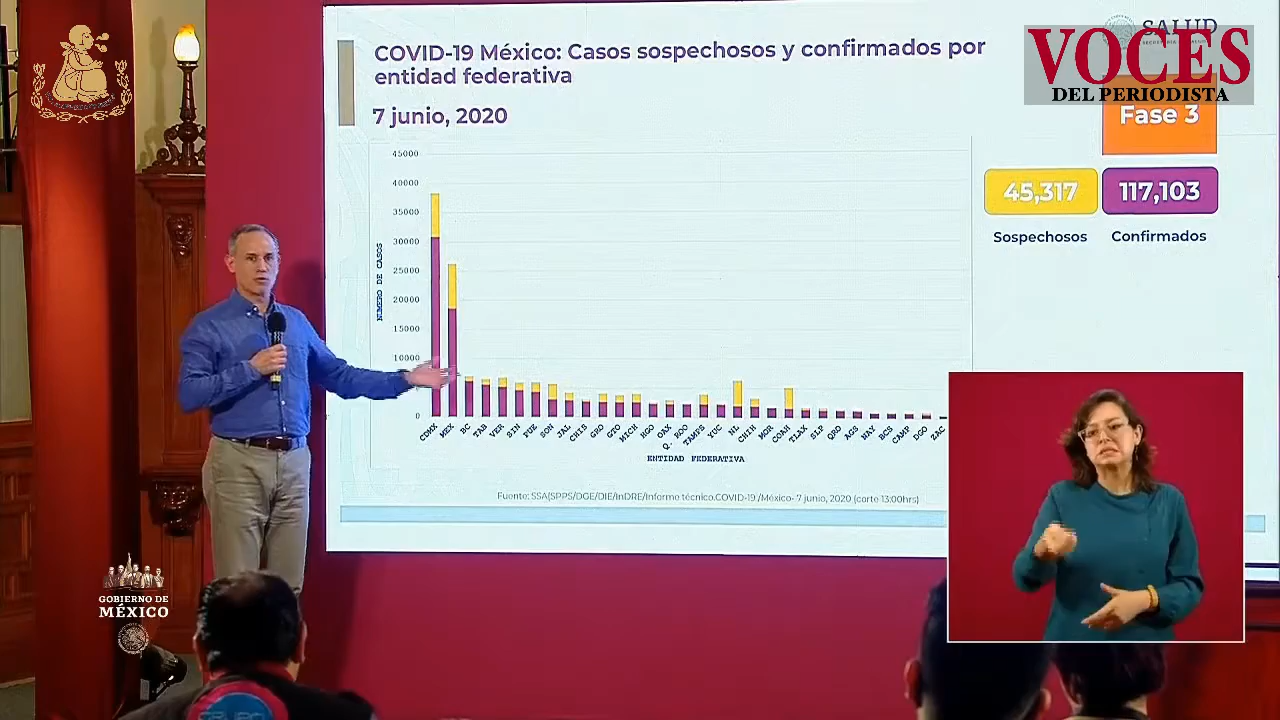 COVID-19 México: Casos sospechosos y confirmados por
entidad federativa
7 junio, 2020
SALUD
VOCES
DEL PERIODISTA
Fase 3
45,317
117,103
Sospechosos
Confirmados
45000
40000
35000
30000
25000
20000
15000
10000
0
NUMERO DE CASOS
CDMX
MEX
BC
TAB
VER
SIN
PUE
SON
JAL
CHIS
GRO
GTO
MICH
HGO
OAX
Q. ROO
TAMPS
YUC
NL
CHIH
MOR
COAH
TLAX
SLP
QRO
AGS
NAY
BCS
CAMP
DGO
ZAC
ENTIDAD FEDERATIVA
Fuente: SSA(SPPS/DGE/DIE/InDRE/Informe técnico.COVID-19 /México- 7 junio, 2020 (corte 13:00hrs)
GOBIERNO DE
MÉXICO